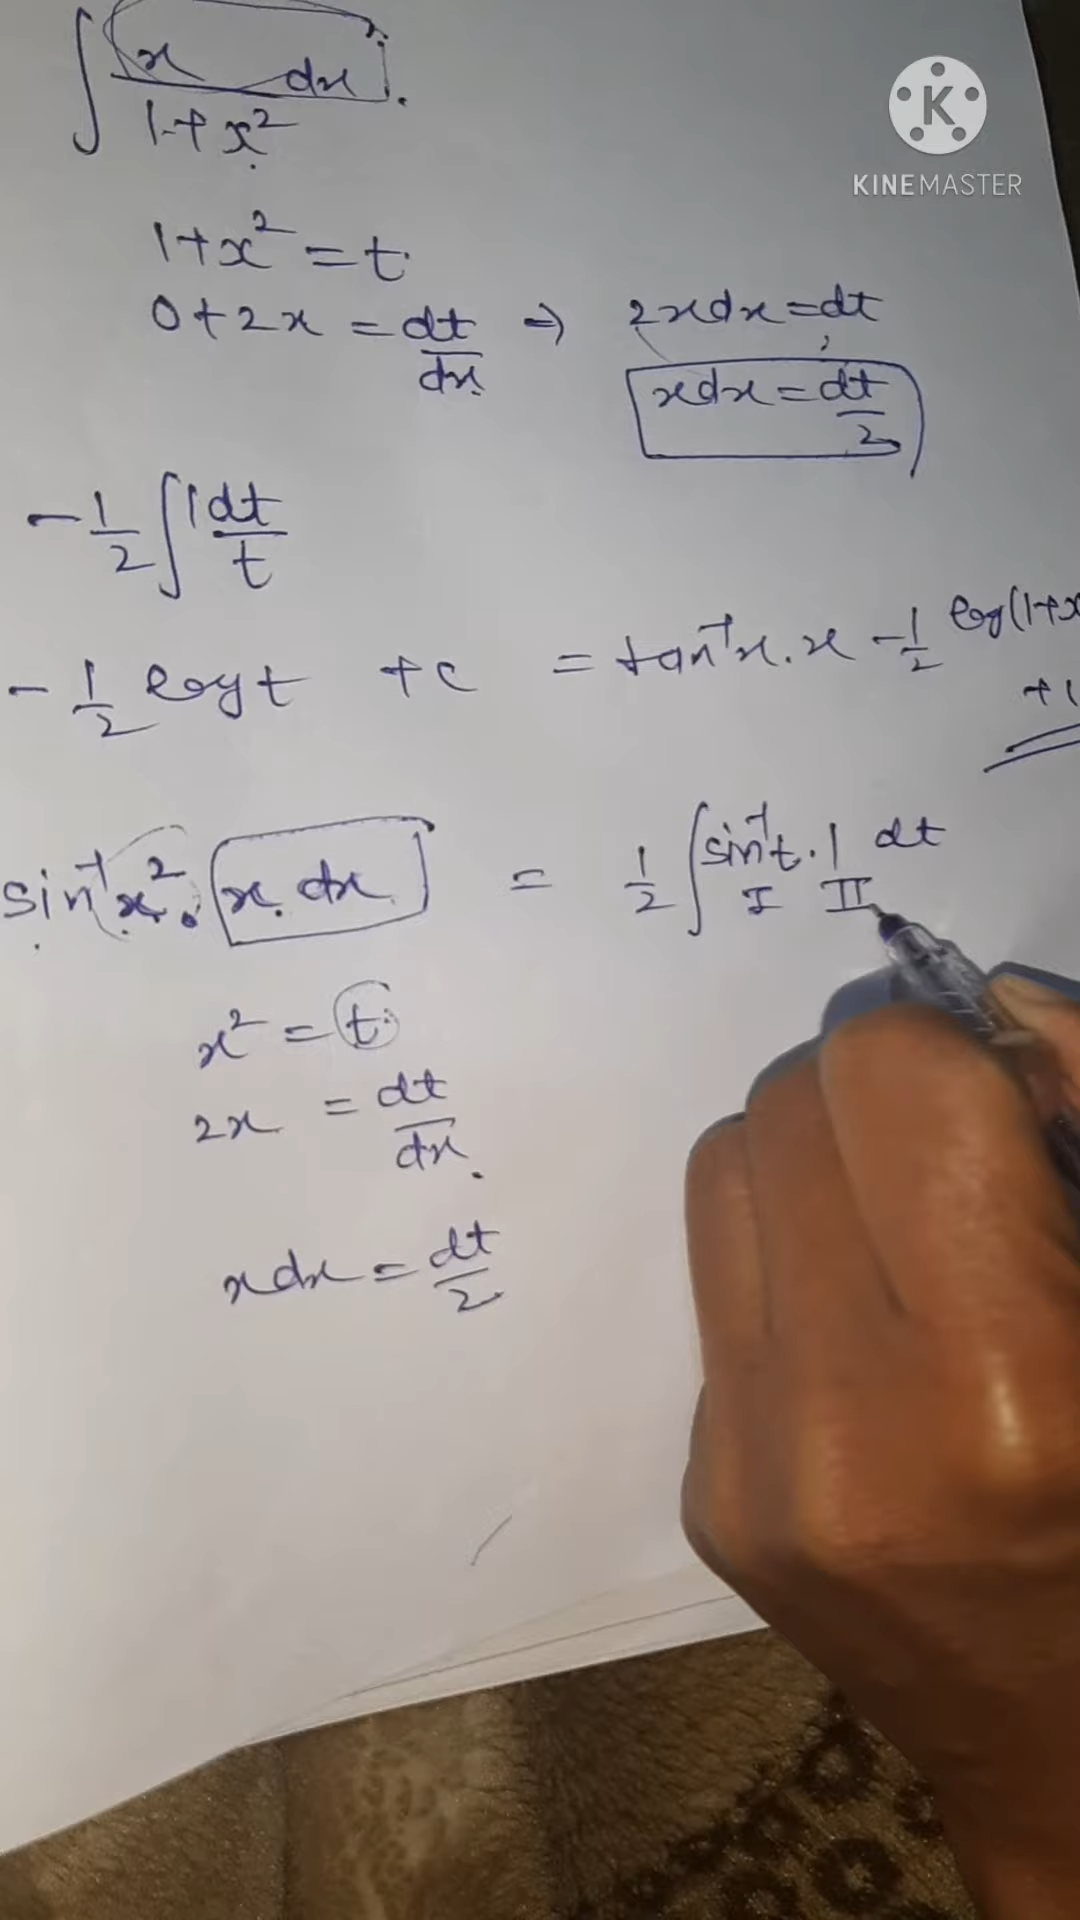 ∫ x dx / 1+x²
K
KINEMASTER
1+x² = t
0+2x = dt/dx ⇒ 2xdx = dt
xdx = dt/2
-1/2 ∫ 1 dt/t
-1/2 log t + c = tan⁻¹x . x - 1/2 log(1+x
+
sin⁻¹x² . x . dx = 1/2 ∫ sin⁻¹t . 1 dt
I II
x² = t
2x = dt/dx
xdx = dt/2